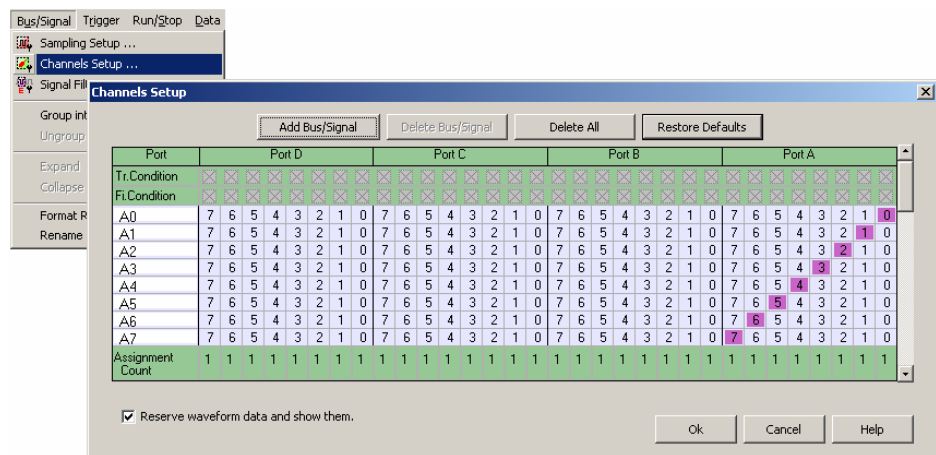 Bus/Signal Trigger Run/Stop Data
Sampling Setup ...
Channels Setup ...
Signal Fil
Channels Setup
Group int
Ungroup
Expand
Collapse
Format R
Rename
Add Bus/Signal Delete Bus/Signal Delete All Restore Defaults
Port Port D Port C Port B Port A
Tr.Condition
Fi.Condition
A0 7 6 5 4 3 2 1 0 7 6 5 4 3 2 1 0 7 6 5 4 3 2 1 0 7 6 5 4 3 2 1 0
A1 7 6 5 4 3 2 1 0 7 6 5 4 3 2 1 0 7 6 5 4 3 2 1 0 7 6 5 4 3 2 1 0
A2 7 6 5 4 3 2 1 0 7 6 5 4 3 2 1 0 7 6 5 4 3 2 1 0 7 6 5 4 3 2 1 0
A3 7 6 5 4 3 2 1 0 7 6 5 4 3 2 1 0 7 6 5 4 3 2 1 0 7 6 5 4 3 2 1 0
A4 7 6 5 4 3 2 1 0 7 6 5 4 3 2 1 0 7 6 5 4 3 2 1 0 7 6 5 4 3 2 1 0
A5 7 6 5 4 3 2 1 0 7 6 5 4 3 2 1 0 7 6 5 4 3 2 1 0 7 6 5 4 3 2 1 0
A6 7 6 5 4 3 2 1 0 7 6 5 4 3 2 1 0 7 6 5 4 3 2 1 0 7 6 5 4 3 2 1 0
A7 7 6 5 4 3 2 1 0 7 6 5 4 3 2 1 0 7 6 5 4 3 2 1 0 7 6 5 4 3 2 1 0
Assignment 1 1 1 1 1 1 1 1 1 1 1 1 1 1 1 1 1 1 1 1 1 1 1 1 1 1 1 1 1 1 1 1
Count
Reserve waveform data and show them.
Ok Cancel Help